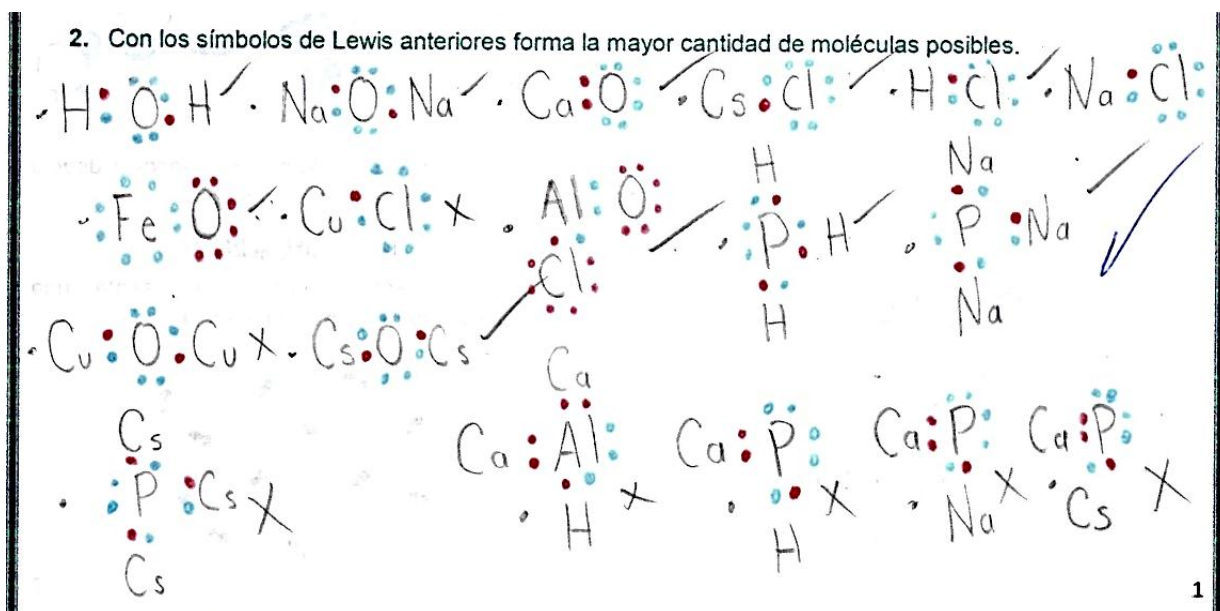 2. Con los símbolos de Lewis anteriores forma la mayor cantidad de moléculas posibles.
H O H Na O Na Ca O Cs Cl H Cl Na Cl
H Na
Fe O Cu Cl x Al O P H P Na
Cl H Na
Cu O Cu x Cs O Cs Ca
Cs Ca Al Ca P Ca P Ca P
P Cs x H x H x Na x Cs x
Cs
1